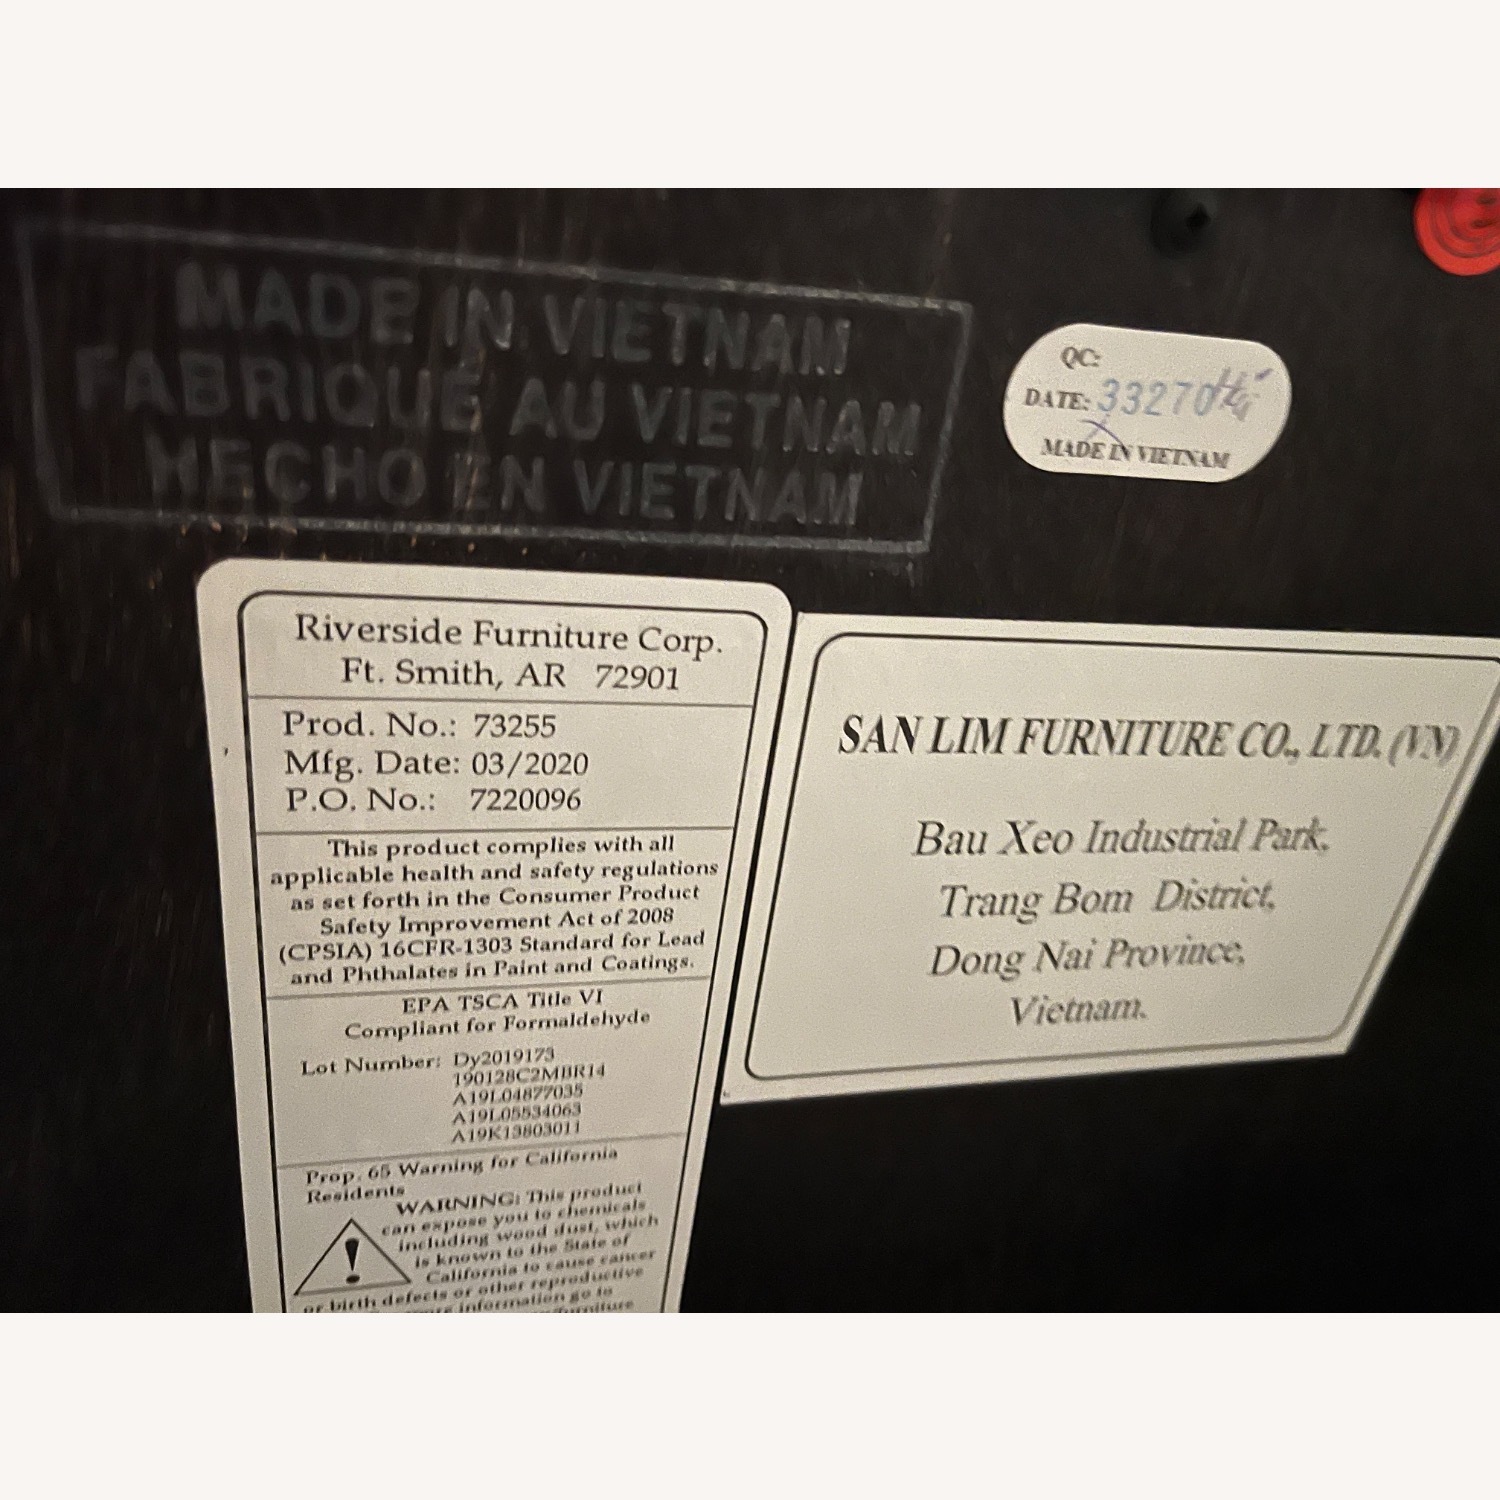 MADE IN VIETNAM
FABRIQUE AU VIETNAM
HECHO EN VIETNAM
QC:
DATE: 33270
MADE IN VIETNAM
Riverside Furniture Corp.
Ft. Smith, AR 72901
Prod. No.: 73255
Mfg. Date: 03/2020
P.O. No.: 7220096
This product complies with all
applicable health and safety regulations
as set forth in the Consumer Product
Safety Improvement Act of 2008
(CPSIA) 16CFR-1303 Standard for Lead
and Phthalates in Paint and Coatings.
EPA TSCA Title VI
Compliant for Formaldehyde
Lot Number: Dy2019173
190128C2MBR14
A19L04877035
A19L05534063
A19K13803011
Prop. 65 Warning for California
Residents
WARNING: This product
can expose you to chemicals
including wood dust, which
is known to the State of
California to cause cancer
or birth defects or other reproductive
information go to
SAN LIM FURNITURE CO., LTD. (VN)
Bau Xeo Industrial Park,
Trang Bom District,
Dong Nai Province,
Vietnam.